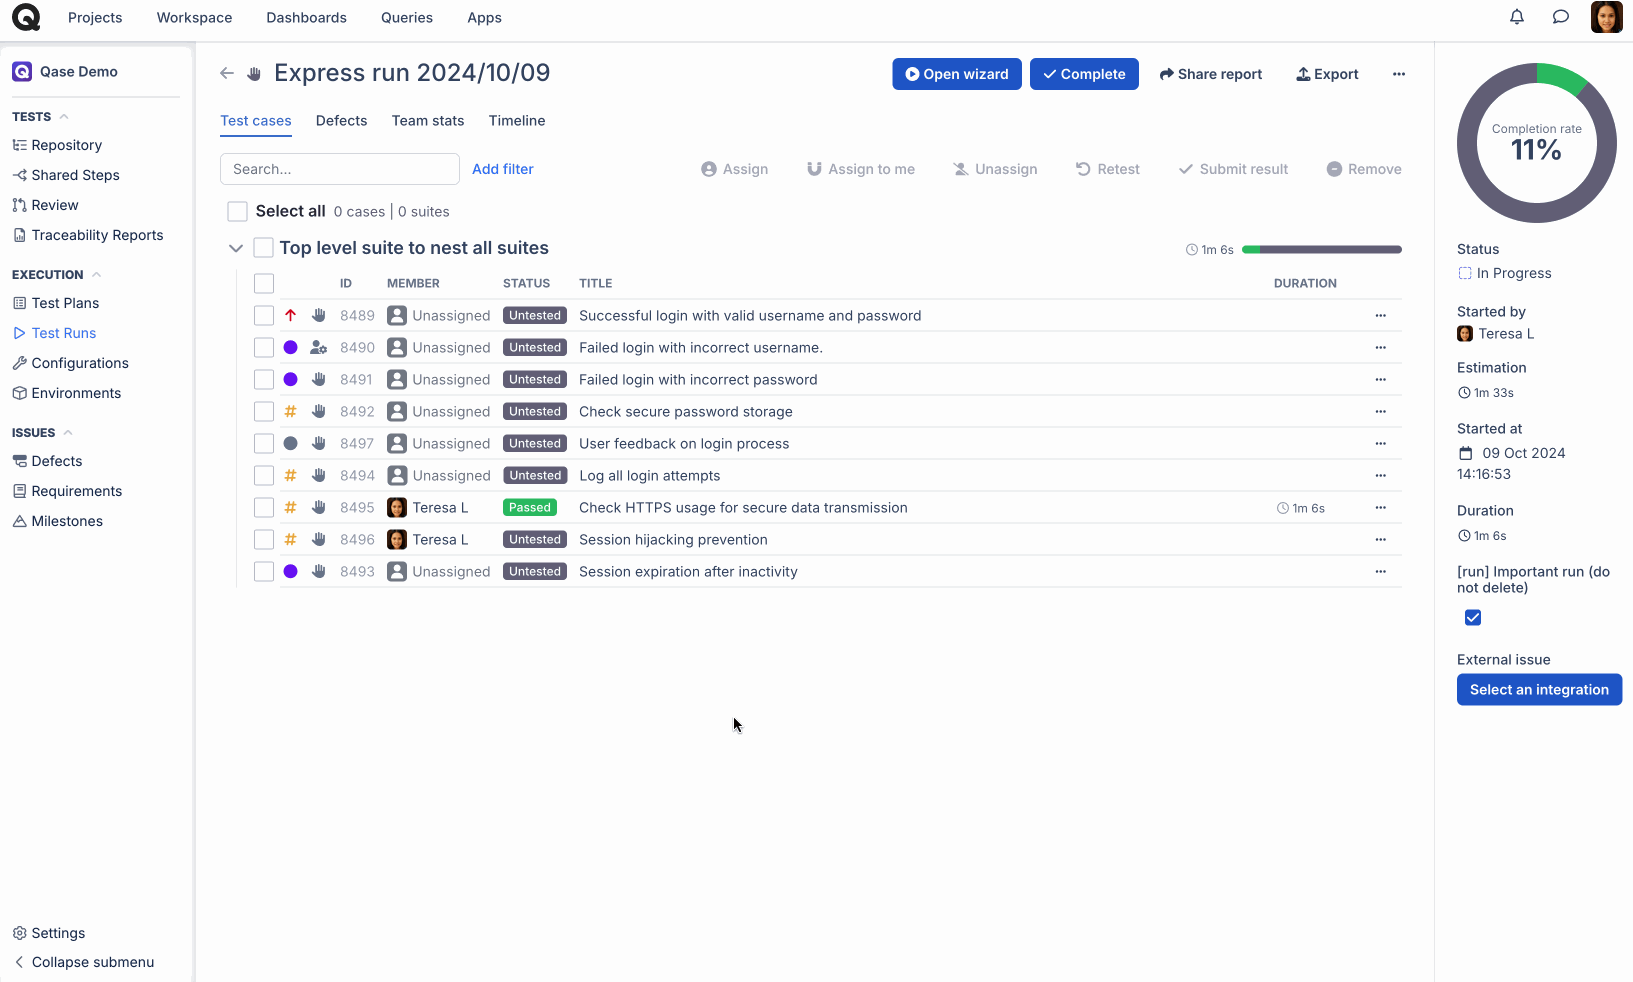 Projects Workspace Dashboards Queries Apps
Qase Demo
TESTS
Repository
Shared Steps
Review
Traceability Reports
EXECUTION
Test Plans
Test Runs
Configurations
Environments
ISSUES
Defects
Requirements
Milestones
Settings
Collapse submenu
Express run 2024/10/09
Open wizard Complete Share report Export
Test cases Defects Team stats Timeline
Search... Add filter Assign Assign to me Unassign Retest Submit result Remove
Select all 0 cases | 0 suites
Top level suite to nest all suites 1m 6s
ID MEMBER STATUS TITLE DURATION
8489 Unassigned Untested Successful login with valid username and password
8490 Unassigned Untested Failed login with incorrect username.
8491 Unassigned Untested Failed login with incorrect password
# 8492 Unassigned Untested Check secure password storage
8497 Unassigned Untested User feedback on login process
# 8494 Unassigned Untested Log all login attempts
# 8495 Teresa L Passed Check HTTPS usage for secure data transmission 1m 6s
# 8496 Teresa L Untested Session hijacking prevention
8493 Unassigned Untested Session expiration after inactivity
Completion rate
11%
Status
In Progress
Started by
Teresa L
Estimation
1m 33s
Started at
09 Oct 2024
14:16:53
Duration
1m 6s
[run] Important run (do
not delete)
External issue
Select an integration